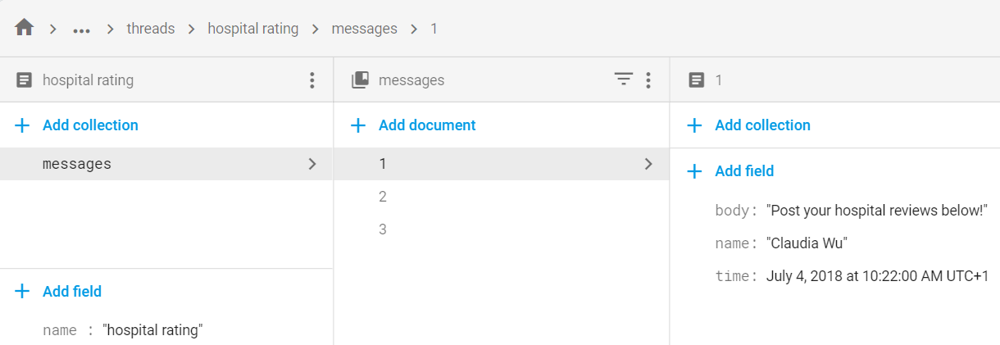 ... threads hospital rating messages 1
hospital rating
messages
1
+ Add collection
+ Add document
+ Add collection
messages
1
2
3
+ Add field
body: "Post your hospital reviews below!"
name: "Claudia Wu"
time: July 4, 2018 at 10:22:00 AM UTC+1
+ Add field
name : "hospital rating"